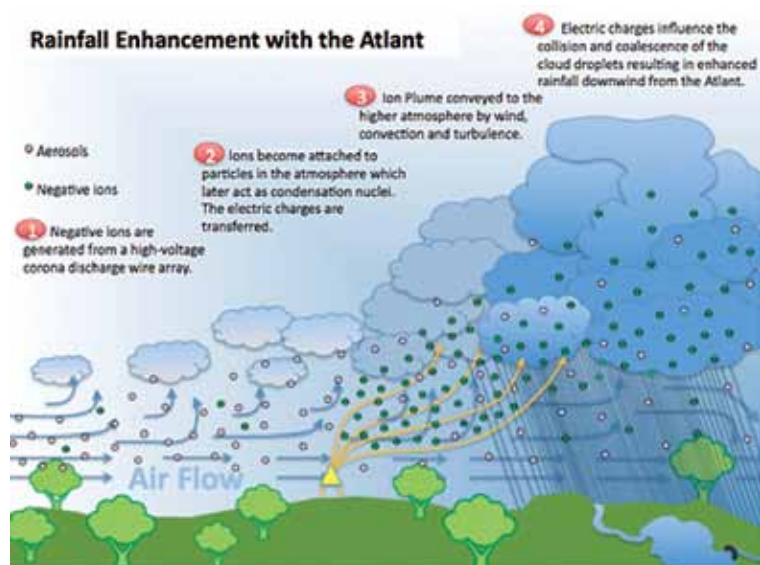 Rainfall Enhancement with the Atlant
4 Electric charges influence the
collision and coalescence of the
cloud droplets resulting in enhanced
rainfall downwind from the Atlant.
3 Ion Plume conveyed to the
higher atmosphere by wind,
convection and turbulence.
Aerosols
Negative ions
2 Ions become attached to
particles in the atmosphere which
later act as condensation nuclei.
The electric charges are
transferred.
1 Negative ions are
generated from a high-voltage
corona discharge wire array.
Air Flow